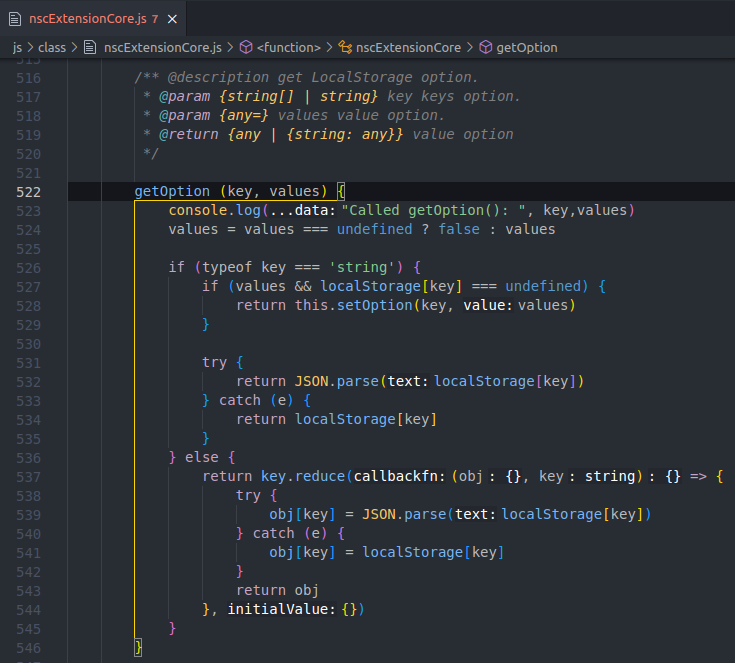 nscExtensionCore.js 7 ×
js > class > nscExtensionCore.js > <function> > nscExtensionCore > getOption
515
516 /** @description get LocalStorage option.
517 * @param {string[] | string} key keys option.
518 * @param {any=} values value option.
519 * @return {any | {string: any}} value option
520 */
521
522 getOption (key, values) {
523 console.log(...data: "Called getOption(): ", key,values)
524 values = values === undefined ? false : values
525
526 if (typeof key === 'string') {
527 if (values && localStorage[key] === undefined) {
528 return this.setOption(key, value: values)
529 }
530
531 try {
532 return JSON.parse(text: localStorage[key])
533 } catch (e) {
534 return localStorage[key]
535 }
536 } else {
537 return key.reduce(callbackfn: (obj: {}, key: string): {} => {
538 try {
539 obj[key] = JSON.parse(text: localStorage[key])
540 } catch (e) {
541 obj[key] = localStorage[key]
542 }
543 return obj
544 }, initialValue: {})
545 }
546 }